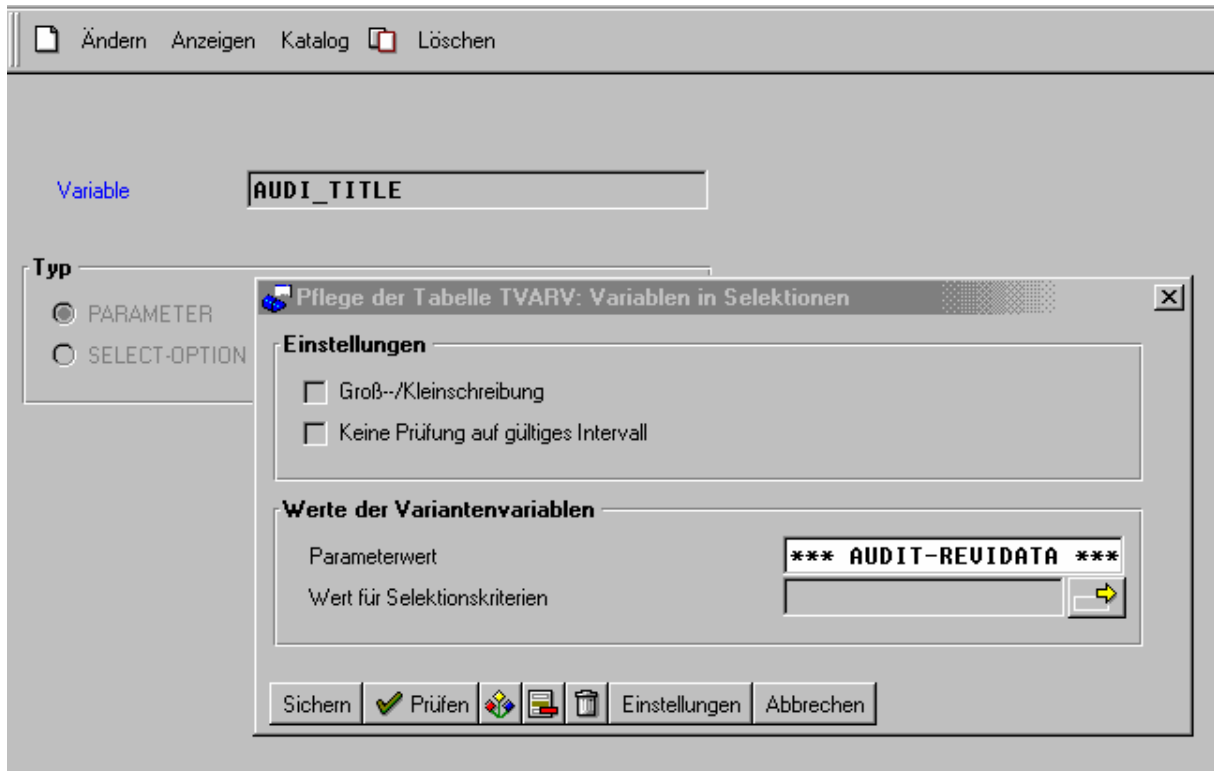 Ändern Anzeigen Katalog Löschen
Variable AUDI_TITLE
Typ
PARAMETER
SELECT-OPTION
Pflege der Tabelle TVARV: Variablen in Selektionen
Einstellungen
Groß--/Kleinschreibung
Keine Prüfung auf gültiges Intervall
Werte der Variantenvariablen
Parameterwert *** AUDIT-REVIDATA ***
Wert für Selektionskriterien
Sichern Prüfen Einstellungen Abbrechen